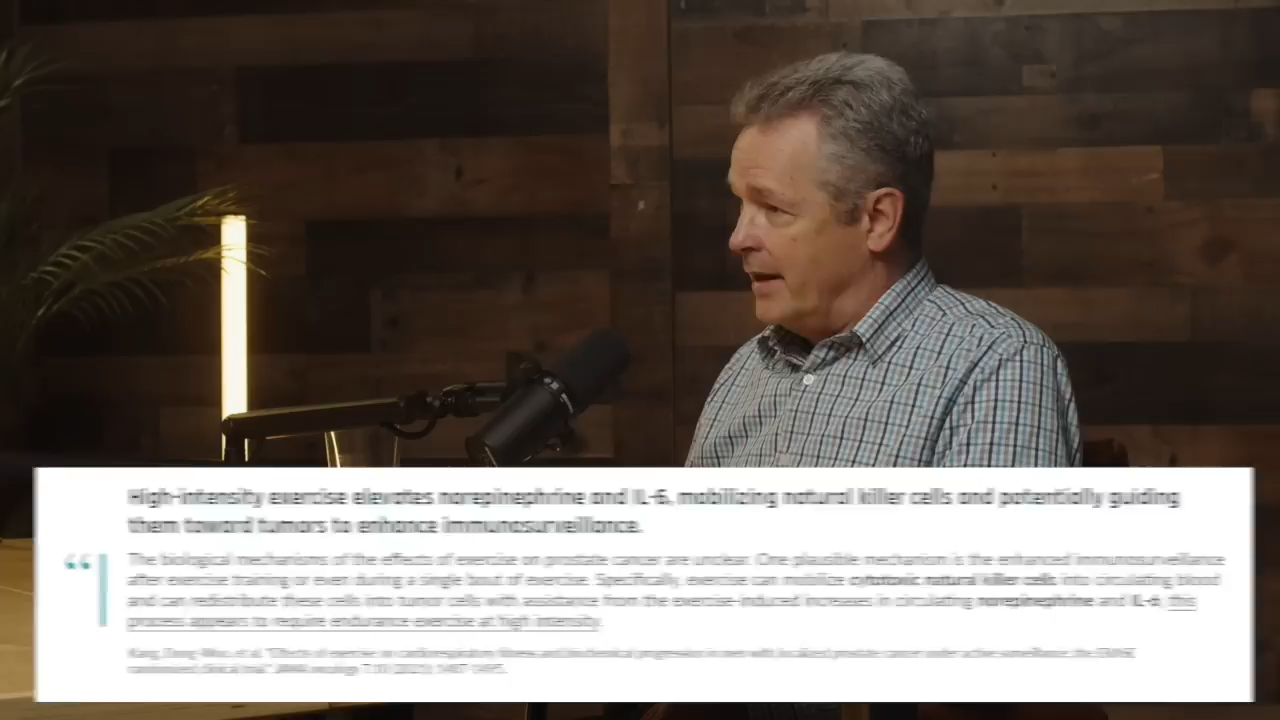 High-intensity exercise elevates norepinephrine and IL-6, mobilizing natural killer cells and potentially guiding
them toward tumors to enhance immunosurveillance.
The biological mechanisms of the effects of exercise on prostate cancer are unclear. One plausible mechanism is the enhanced immunosurveillance
after exercise training or even during a single bout of exercise. Specifically, exercise can mobilize cytotoxic natural killer cells into circulating blood
and can redistribute these cells into tumor cells with assistance from the exercise-induced increases in circulating norepinephrine and IL-6; this
process appears to require endurance exercise at high intensity.